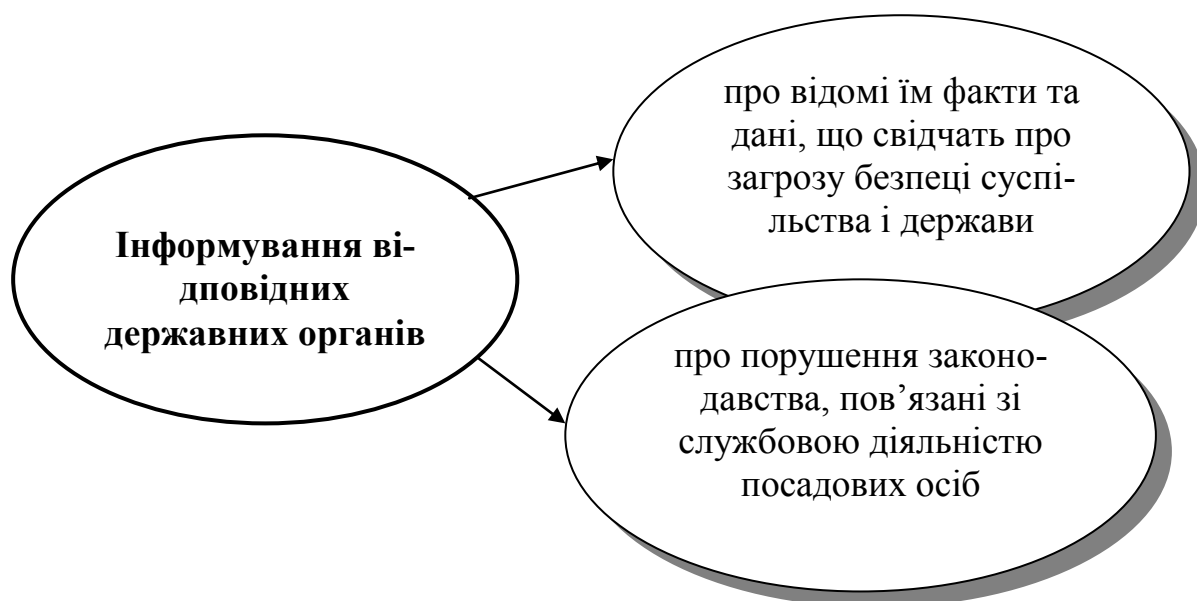 Інформування ві-
дповідних
державних органів
про відомі їм факти та
дані, що свідчать про
загрозу безпеці суспі-
льства і держави
про порушення законо-
давства, пов’язані зі
службовою діяльністю
посадових осіб